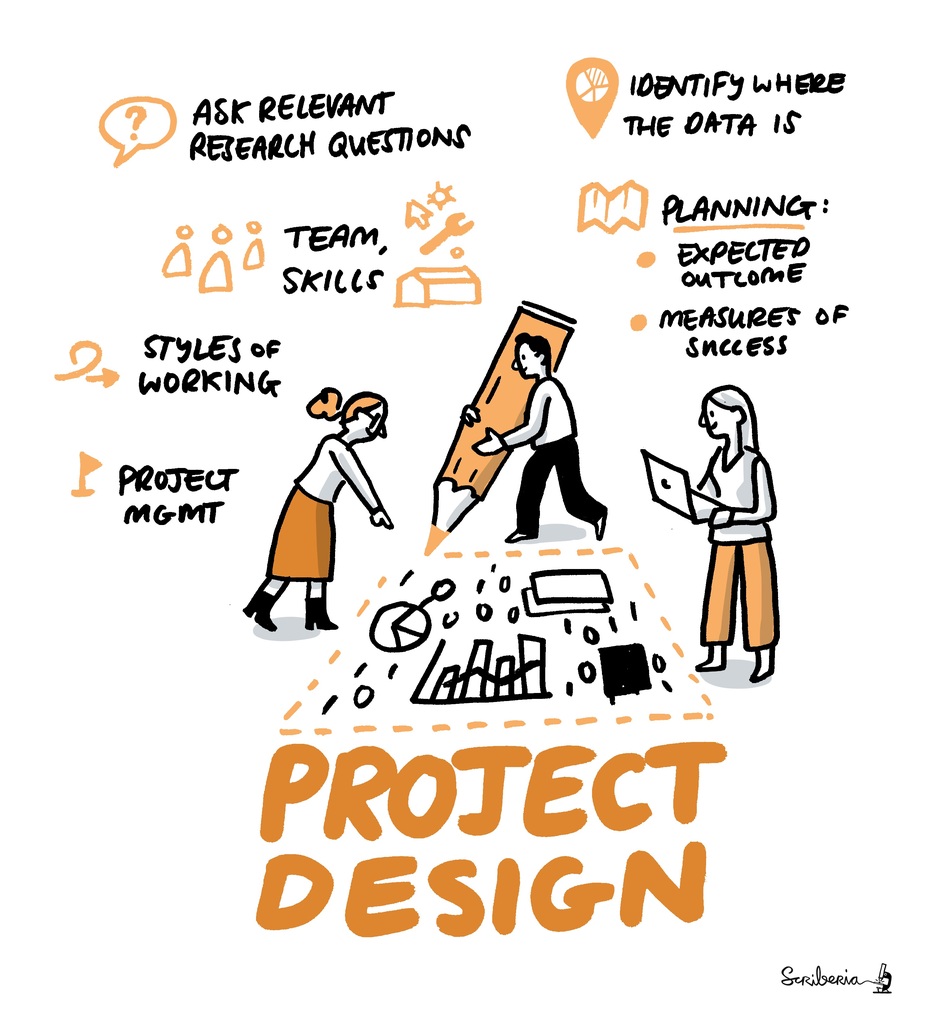 ASK RELEVANT
RESEARCH QUESTIONS
TEAM,
SKILLS
STYLES OF
WORKING
PROJECT
MGMT
IDENTIFY WHERE
THE DATA IS
PLANNING:
EXPECTED
OUTCOME
MEASURES OF
SUCCESS
PROJECT
DESIGN
Scriberia